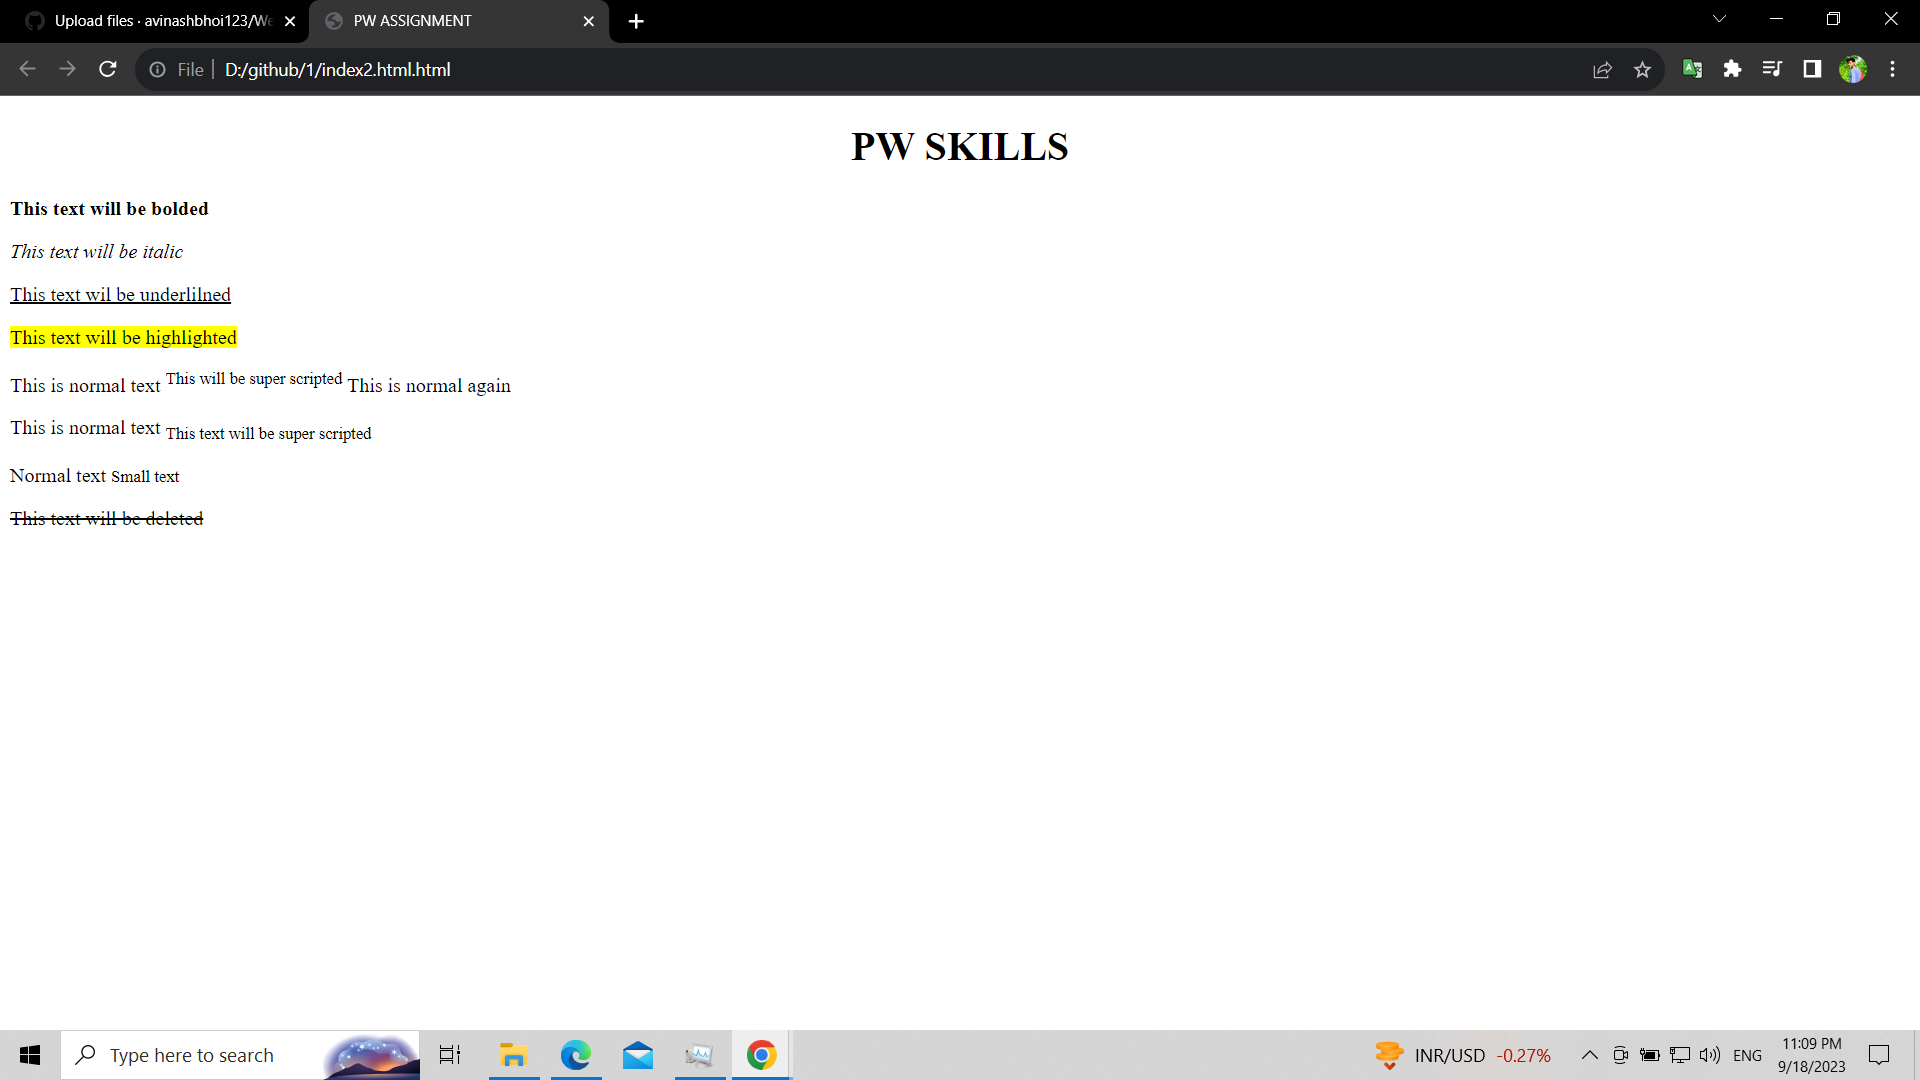 Upload files · avinashbhoi123/We
PW ASSIGNMENT
File
D:/github/1/index2.html.html
PW SKILLS
This text will be bolded
This text will be italic
This text wil be underlilned
This text will be highlighted
This is normal text This will be super scripted This is normal again
This is normal text This text will be super scripted
Normal text Small text
This text will be deleted
Type here to search
INR/USD -0.27%
ENG
11:09 PM
9/18/2023